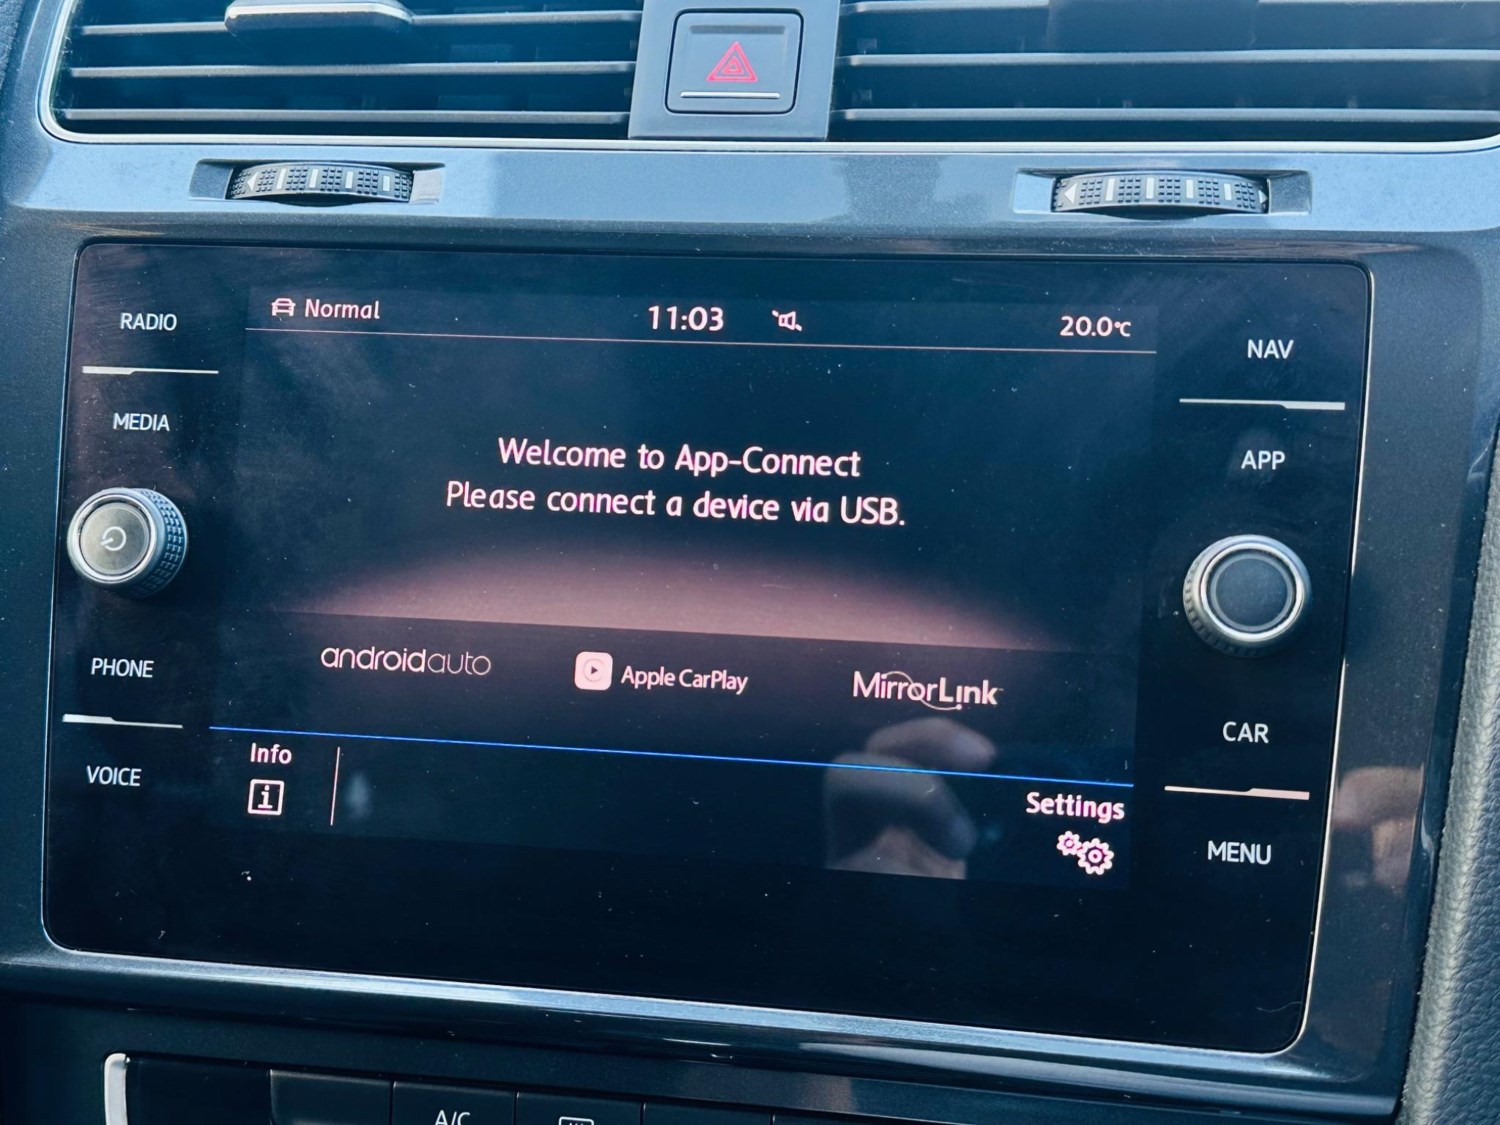 RADIO
MEDIA
PHONE
VOICE
Normal
11:03
20.0°C
Welcome to App-Connect
Please connect a device via USB.
androidauto
Apple CarPlay
MirrorLink
Info
i
Settings
NAV
APP
CAR
MENU
A/C